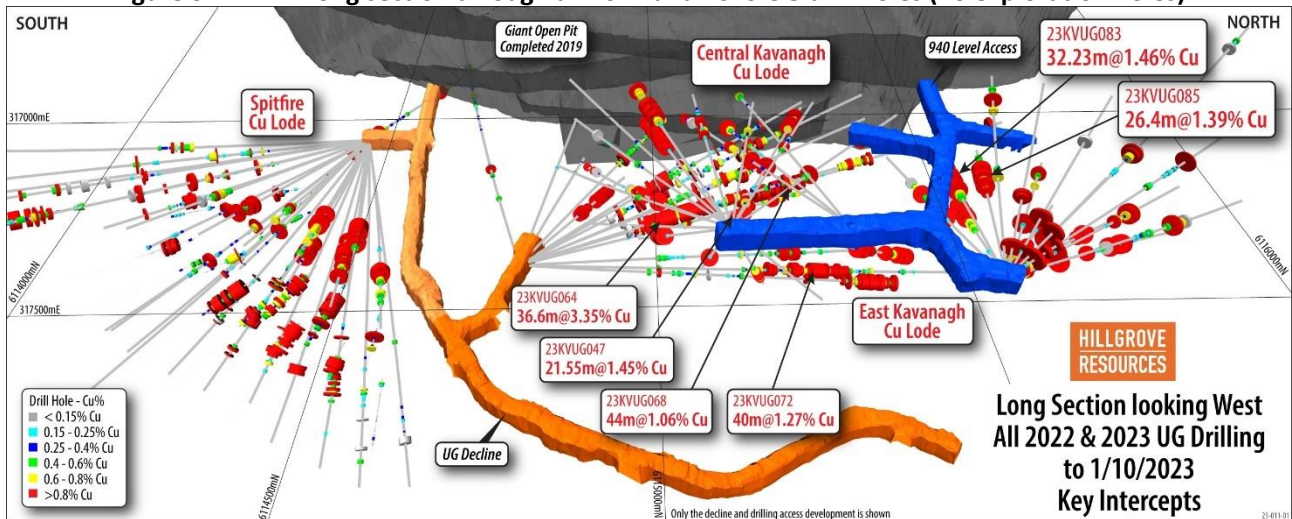 SOUTH
Giant Open Pit
Completed 2019
Central Kavanagh
Cu Lode
940 Level Access
23KVUG083
32.23m@1.46% Cu
NORTH
23KVUG085
26.4m@1.39% Cu
Spitfire
Cu Lode
317000mE
6114000mN
6116000mN
317500mE
23KVUG064
36.6m@3.35% Cu
East Kavanagh
Cu Lode
23KVUG047
21.55m@1.45% Cu
23KVUG068
44m@1.06% Cu
23KVUG072
40m@1.27% Cu
HILLGROVE
RESOURCES
Drill Hole - Cu%
< 0.15% Cu
0.15 - 0.25% Cu
0.25 - 0.4% Cu
0.4 - 0.6% Cu
0.6 - 0.8% Cu
>0.8% Cu
UG Decline
6114500mN
6115000mN
Long Section looking West
All 2022 & 2023 UG Drilling
to 1/10/2023
Key Intercepts
Only the decline and drilling access development is shown
23-011-01